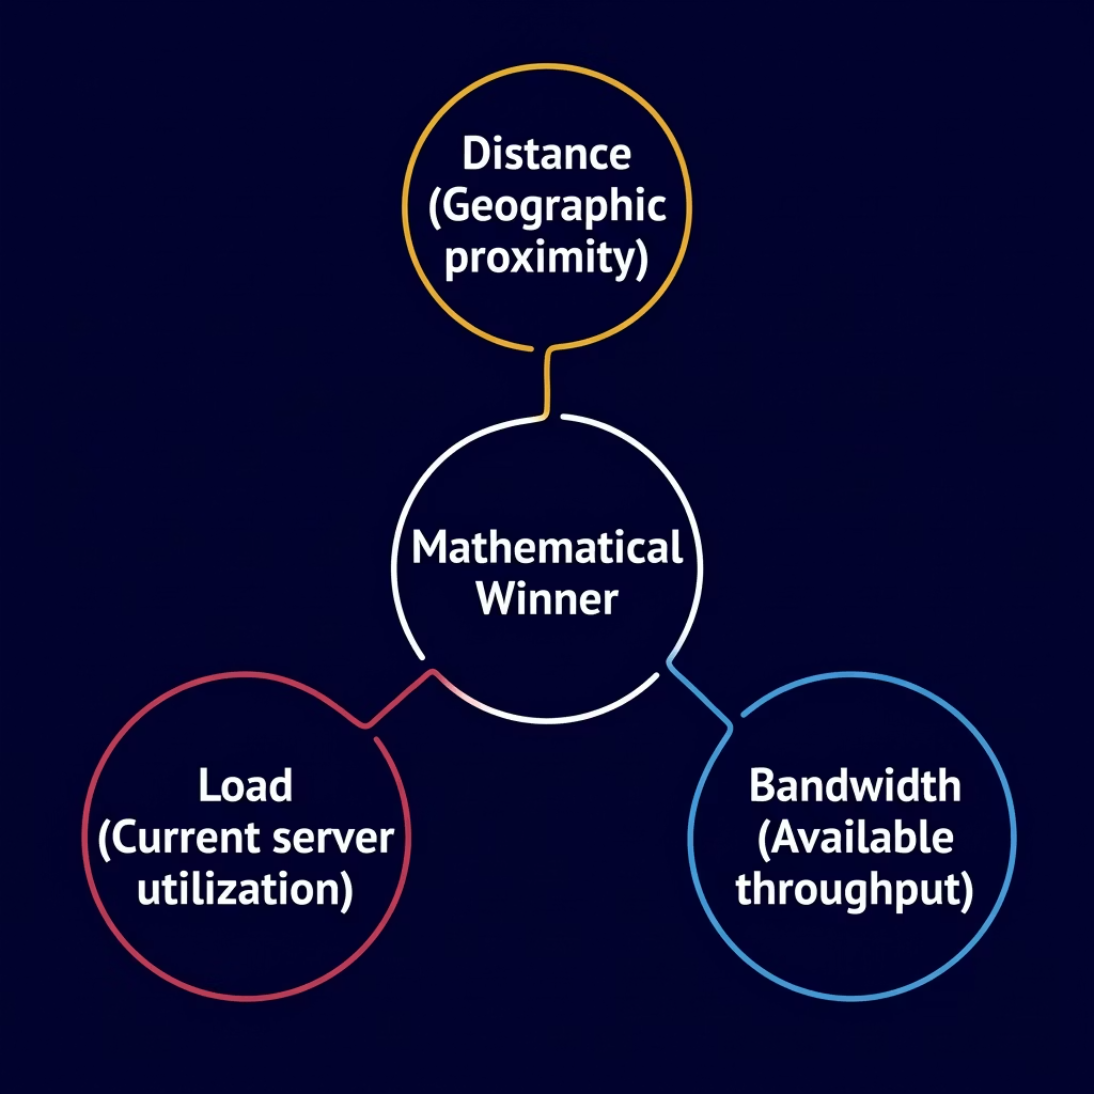 Distance
(Geographic
proximity)
Mathematical
Winner
Load
(Current server
utilization)
Bandwidth
(Available
throughput)